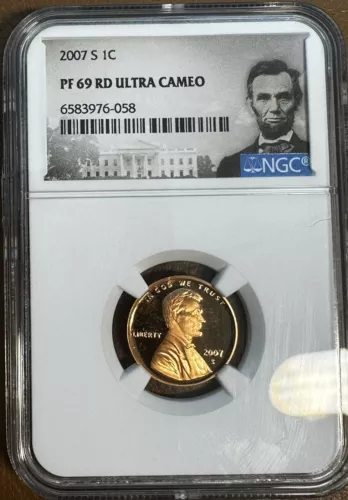 2007 S 1C
PF 69 RD ULTRA CAMEO
6583976-058
NGC®
IN GOD WE TRUST
LIBERTY
2007
S